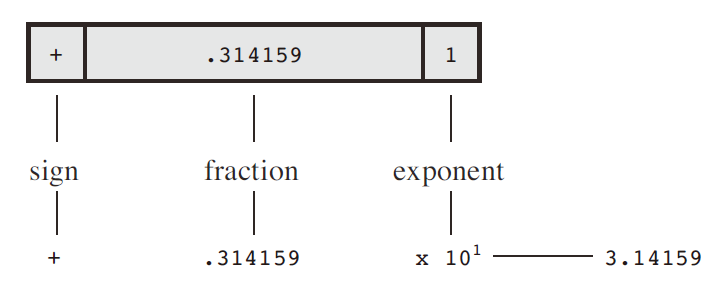 + .314159 1
sign fraction exponent
+ .314159 x 10¹ 3.14159